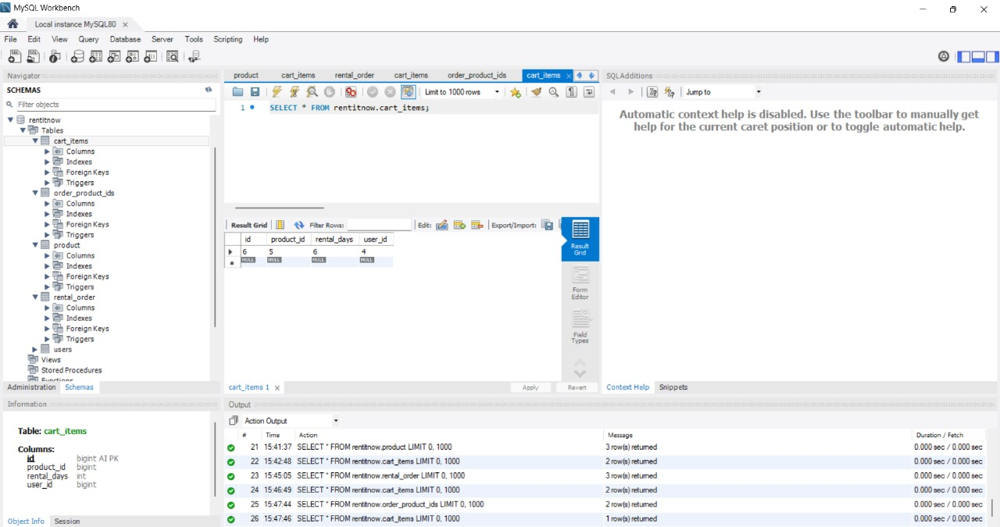 MySQL Workbench
Local instance MySQL80
File Edit View Query Database Server Tools Scripting Help
Navigator
SCHEMAS
Filter objects
rentitnow
Tables
cart_items
Columns
Indexes
Foreign Keys
Triggers
order_product_ids
Columns
Indexes
Foreign Keys
Triggers
product
Columns
Indexes
Foreign Keys
Triggers
rental_order
Columns
Indexes
Foreign Keys
Triggers
users
Views
Stored Procedures
Functions
Administration Schemas
Information
Table: cart_items
Columns:
id bigint AI PK
product_id bigint
rental_days int
user_id bigint
Object Info Session
product cart_items rental_order cart_items order_product_ids cart_items
Limit to 1000 rows
1 SELECT * FROM rentitnow.cart_items;
Result Grid Filter Rows: Edit: Export/Import:
id product_id rental_days user_id
6 5 6 4
NULL NULL NULL NULL
Result
Grid
Form
Editor
Field
Types
cart_items 1 Apply Revert
SQLAdditions
Jump to
Automatic context help is disabled. Use the toolbar to manually get
help for the current caret position or to toggle automatic help.
Context Help Snippets
Output
Action Output
# Time Action Message Duration / Fetch
21 15:41:37 SELECT * FROM rentitnow.product LIMIT 0, 1000 3 row(s) returned 0.000 sec / 0.000 sec
22 15:42:48 SELECT * FROM rentitnow.cart_items LIMIT 0, 1000 2 row(s) returned 0.000 sec / 0.000 sec
23 15:45:05 SELECT * FROM rentitnow.rental_order LIMIT 0, 1000 3 row(s) returned 0.000 sec / 0.000 sec
24 15:46:49 SELECT * FROM rentitnow.cart_items LIMIT 0, 1000 2 row(s) returned 0.000 sec / 0.000 sec
25 15:47:44 SELECT * FROM rentitnow.order_product_ids LIMIT 0, 1000 2 row(s) returned 0.000 sec / 0.000 sec
26 15:47:46 SELECT * FROM rentitnow.cart_items LIMIT 0, 1000 1 row(s) returned 0.000 sec / 0.000 sec